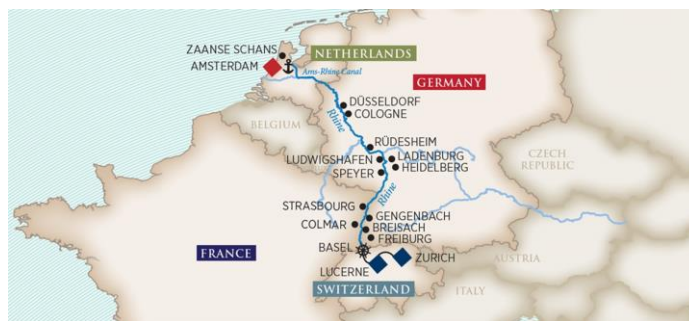 ZAANSE SCHANS
NETHERLANDS
AMSTERDAM
Ams-Rhine Canal
GERMANY
DÜSSELDORF
COLOGNE
Rhine
BELGIUM
RÜDESHEIM
LUDWIGSHAFEN
LADENBURG
HEIDELBERG
SPEYER
CZECH
REPUBLIC
Rhine
STRASBOURG
GENGENBACH
COLMAR
BREISACH
FREIBURG
BASEL
FRANCE
ZURICH
AUSTRIA
LUCERNE
SWITZERLAND
ITALY